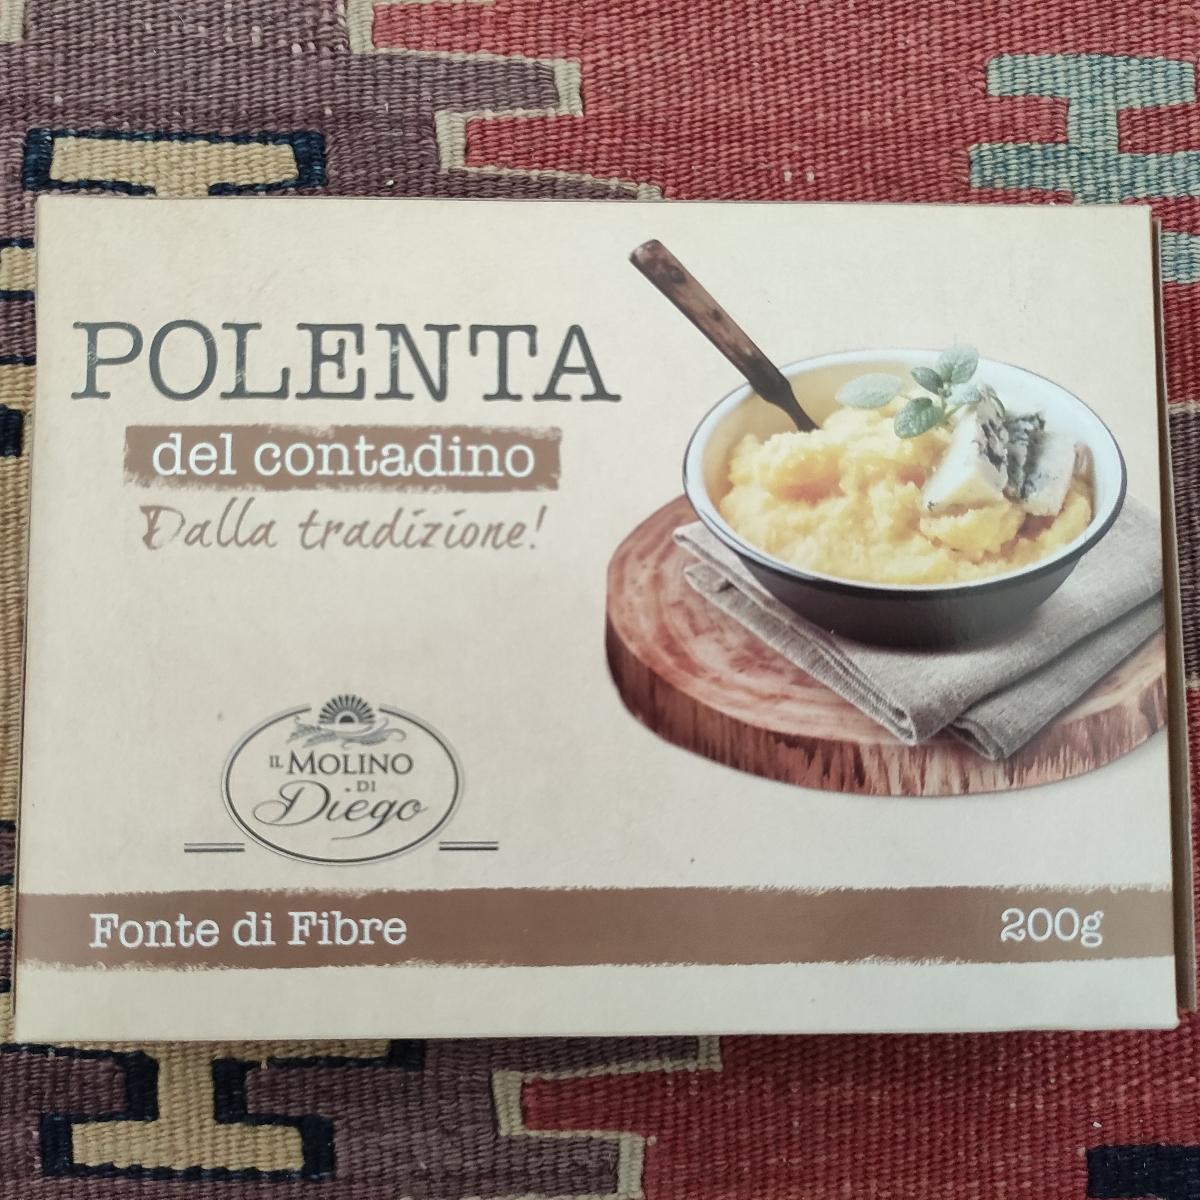 POLENTA
del contadino
Dalla tradizione!
IL MOLINO
DI
Diego
Fonte di Fibre
200g